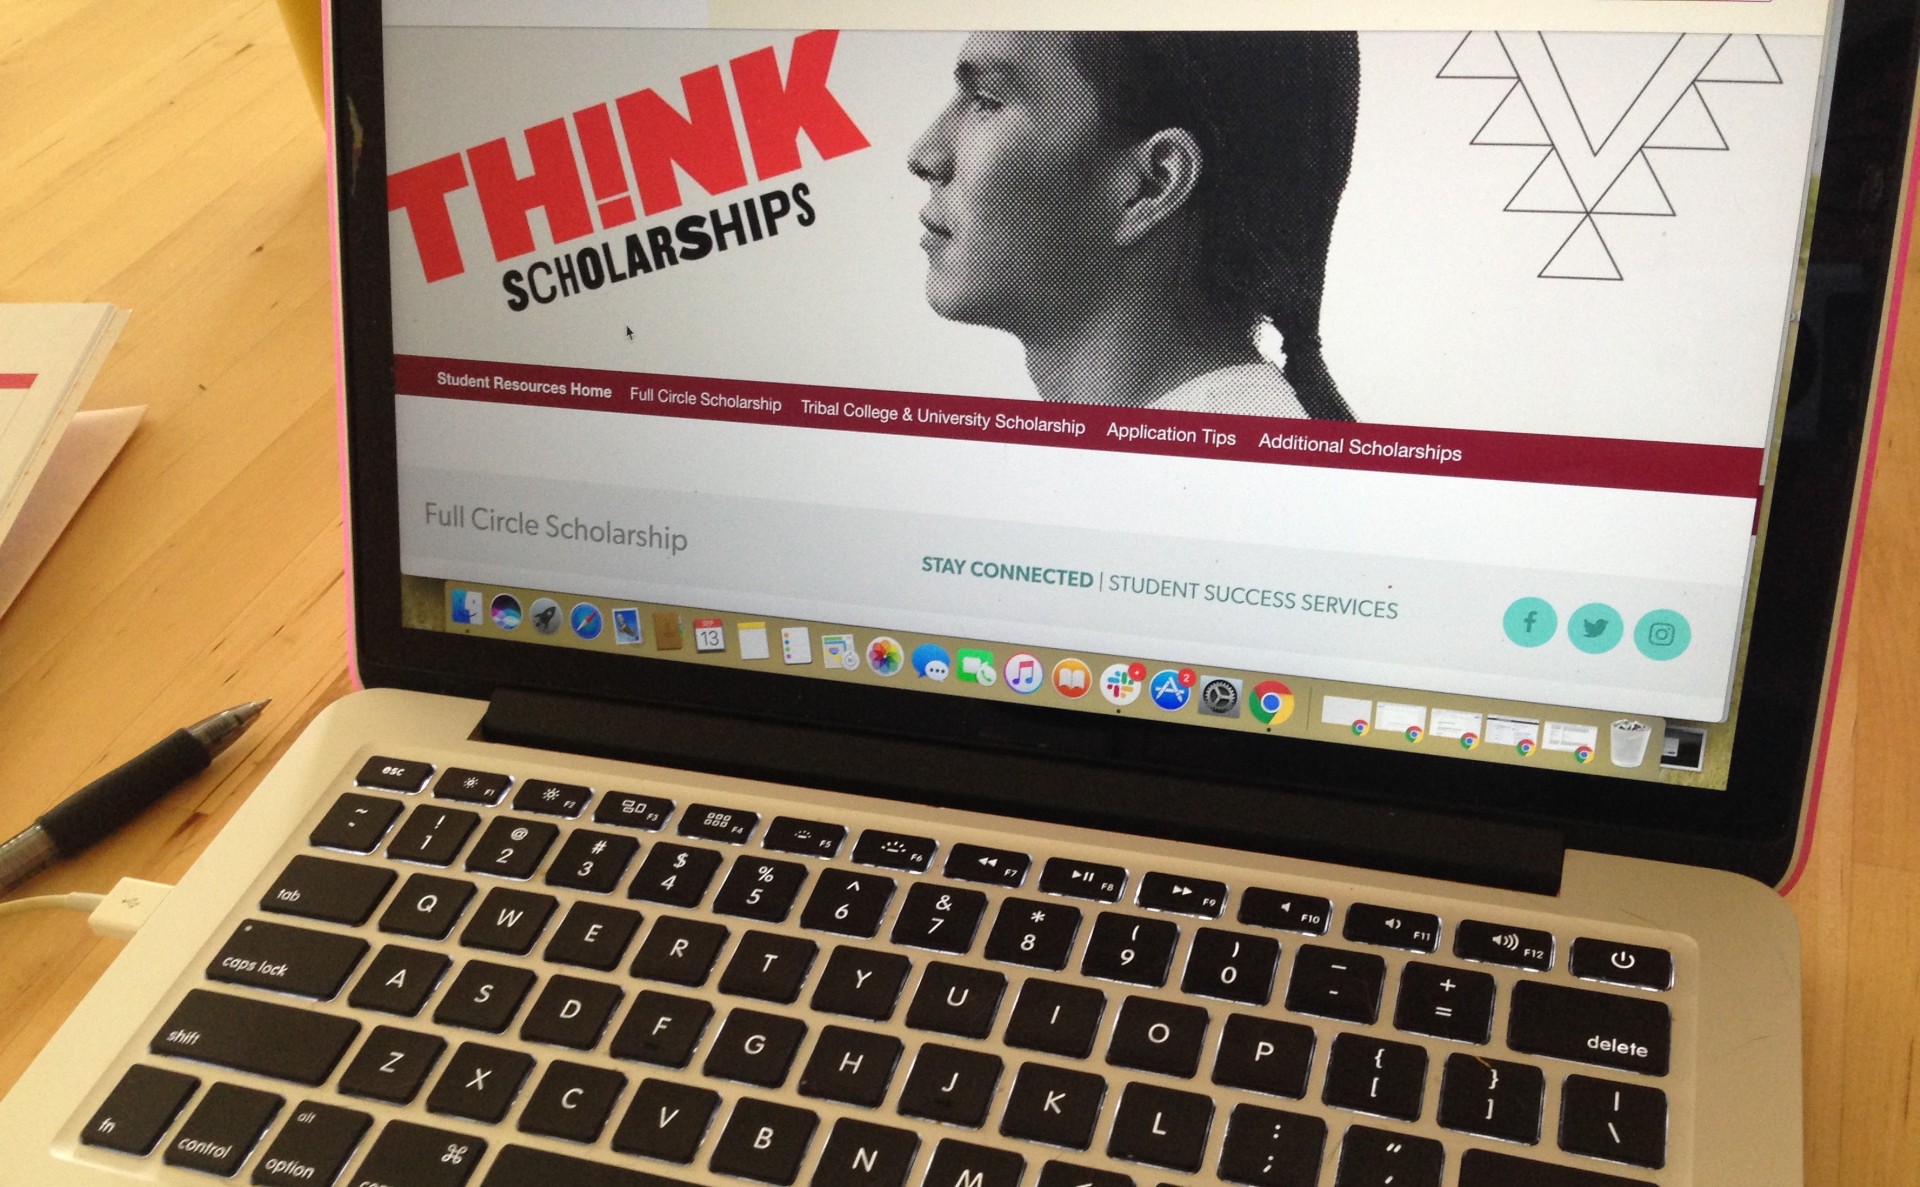 TH!NK
SCHOLARSHIPS
Student Resources Home Full Circle Scholarship Tribal College & University Scholarship Application Tips Additional Scholarships
Full Circle Scholarship
STAY CONNECTED | STUDENT SUCCESS SERVICES
SEP
13
2
esc F1 F2 F3 F4 F5 F6 F7 F8 F9 F10 F11 F12
~ ! 1 @ 2 # 3 $ 4 % 5 ^ 6 & 7 * 8 ( 9 ) 0 _ - + = delete
tab Q W E R T Y U I O P { [ } ] | \
caps lock A S D F G H J K L : ;
shift Z X C V B N M
fn control alt option ⌘